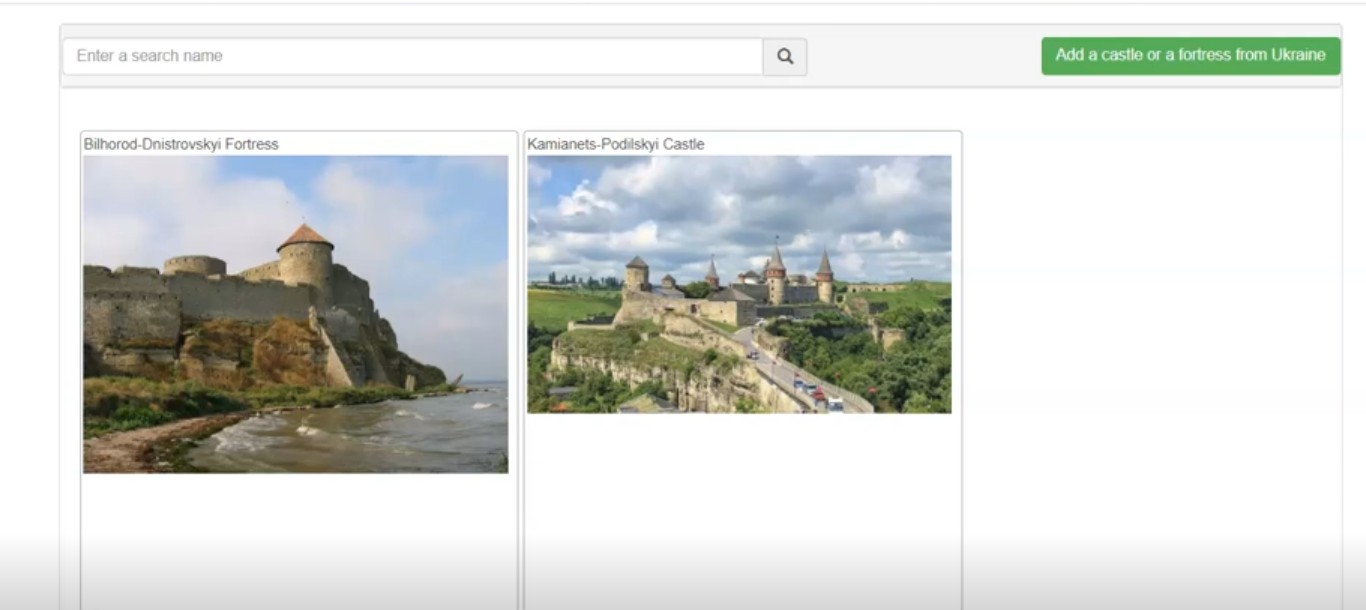 Enter a search name
Add a castle or a fortress from Ukraine
Bilhorod-Dnistrovskyi Fortress
Kamianets-Podilskyi Castle